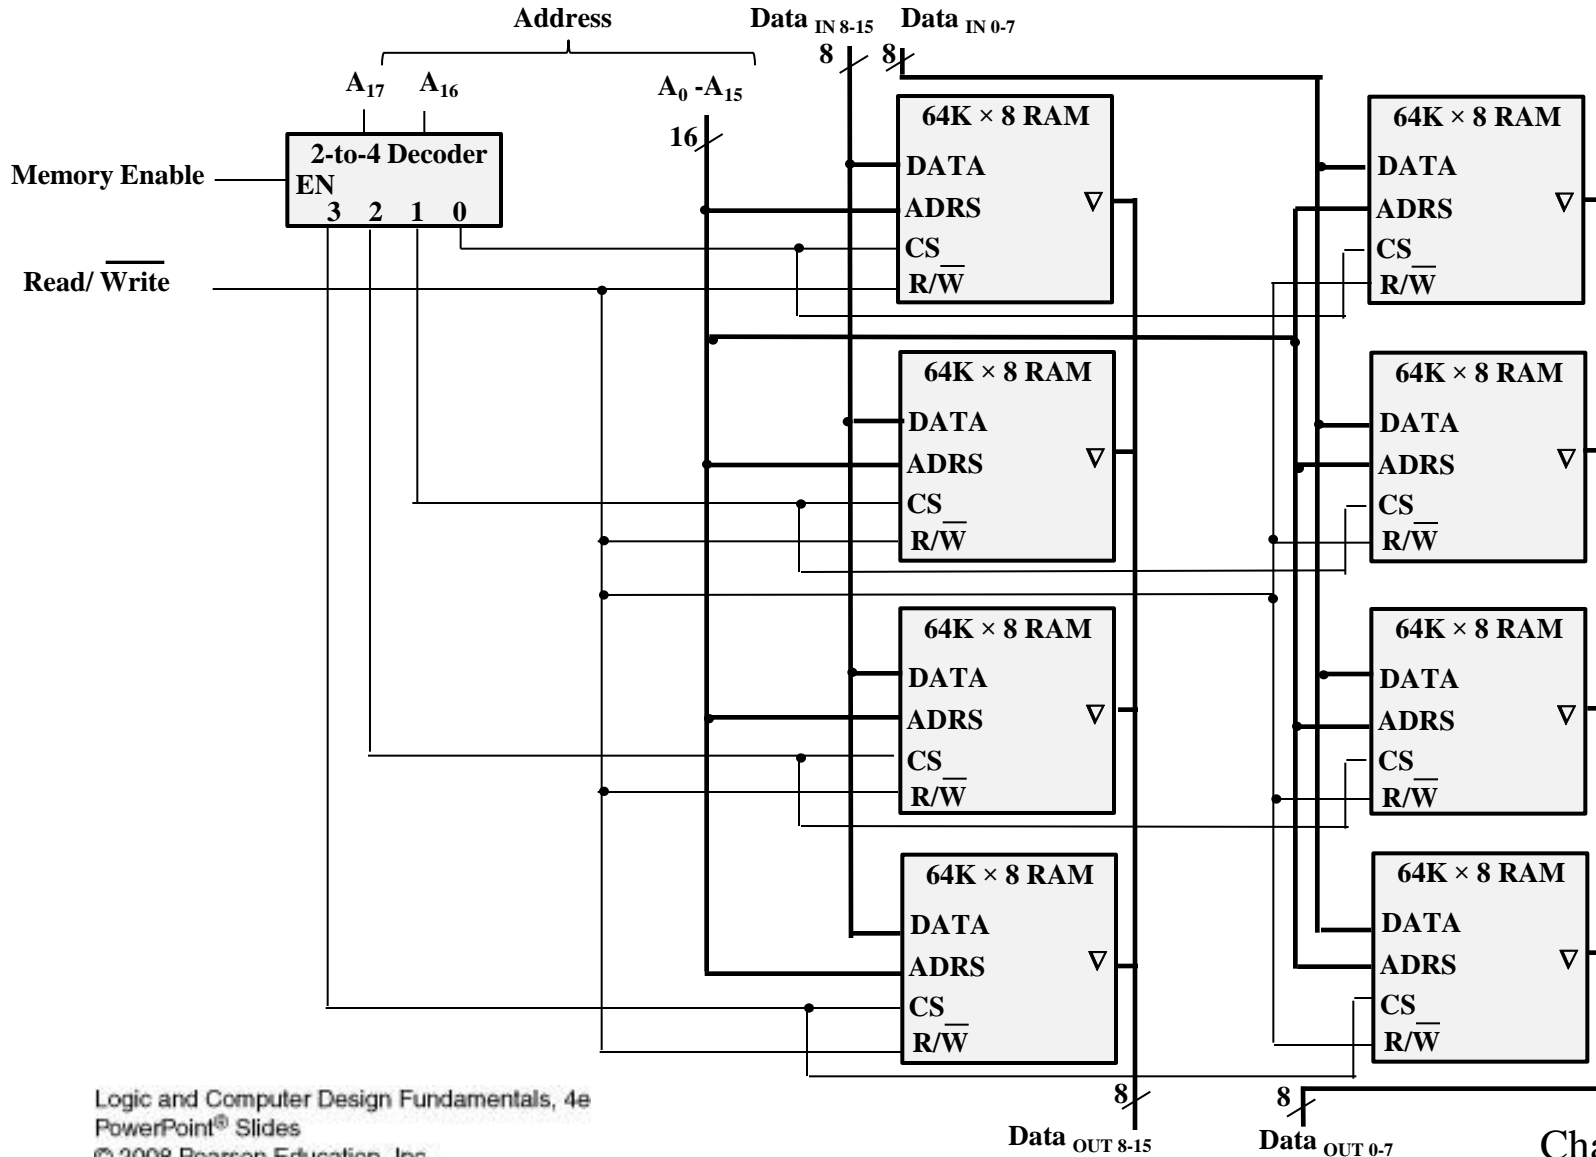 Address
Data IN 8-15
Data IN 0-7
8
8
A17
A16
A0 -A15
16
2-to-4 Decoder
EN
3 2 1 0
Memory Enable
Read/ Write
64K × 8 RAM
DATA
ADRS
CS
R/W
64K × 8 RAM
DATA
ADRS
CS
R/W
64K × 8 RAM
DATA
ADRS
CS
R/W
64K × 8 RAM
DATA
ADRS
CS
R/W
64K × 8 RAM
DATA
ADRS
CS
R/W
64K × 8 RAM
DATA
ADRS
CS
R/W
64K × 8 RAM
DATA
ADRS
CS
R/W
64K × 8 RAM
DATA
ADRS
CS
R/W
8
Data OUT 8-15
8
Data OUT 0-7
Logic and Computer Design Fundamentals, 4e
PowerPoint® Slides
© 2008 Pearson Education, Inc.
Cha